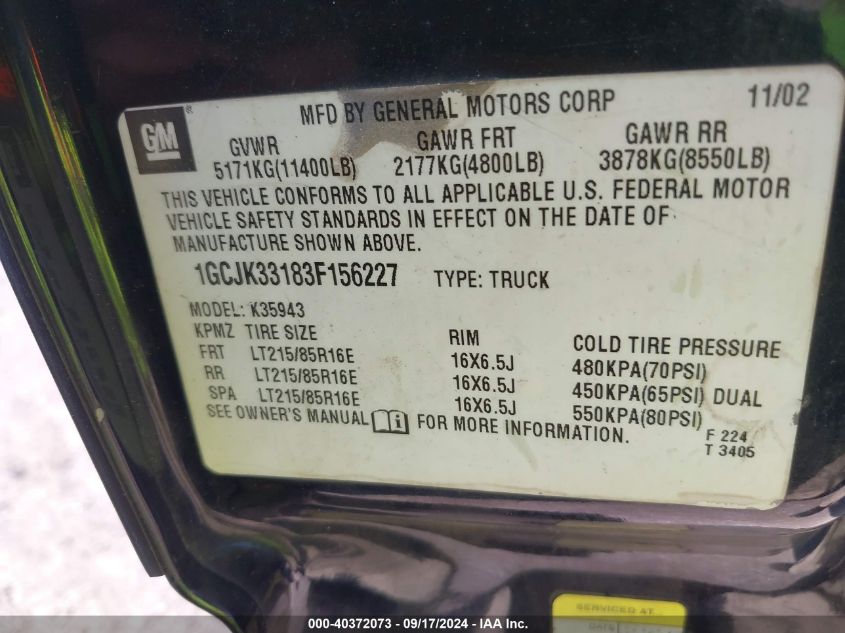 GM ® MFD BY GENERAL MOTORS CORP 11/02
GVWR GAWR FRT GAWR RR
5171KG(11400LB) 2177KG(4800LB) 3878KG(8550LB)
THIS VEHICLE CONFORMS TO ALL APPLICABLE U.S. FEDERAL MOTOR
VEHICLE SAFETY STANDARDS IN EFFECT ON THE DATE OF
MANUFACTURE SHOWN ABOVE.
1GCJK33183F156227 TYPE: TRUCK
MODEL: K35943
KPMZ TIRE SIZE RIM COLD TIRE PRESSURE
FRT LT215/85R16E 16X6.5J 480KPA(70PSI)
RR LT215/85R16E 16X6.5J 450KPA(65PSI) DUAL
SPA LT215/85R16E 16X6.5J 550KPA(80PSI)
SEE OWNER'S MANUAL i FOR MORE INFORMATION. F 224
T 3405
SERVICED AT
DATE
000-40372073 - 09/17/2024 - IAA Inc.